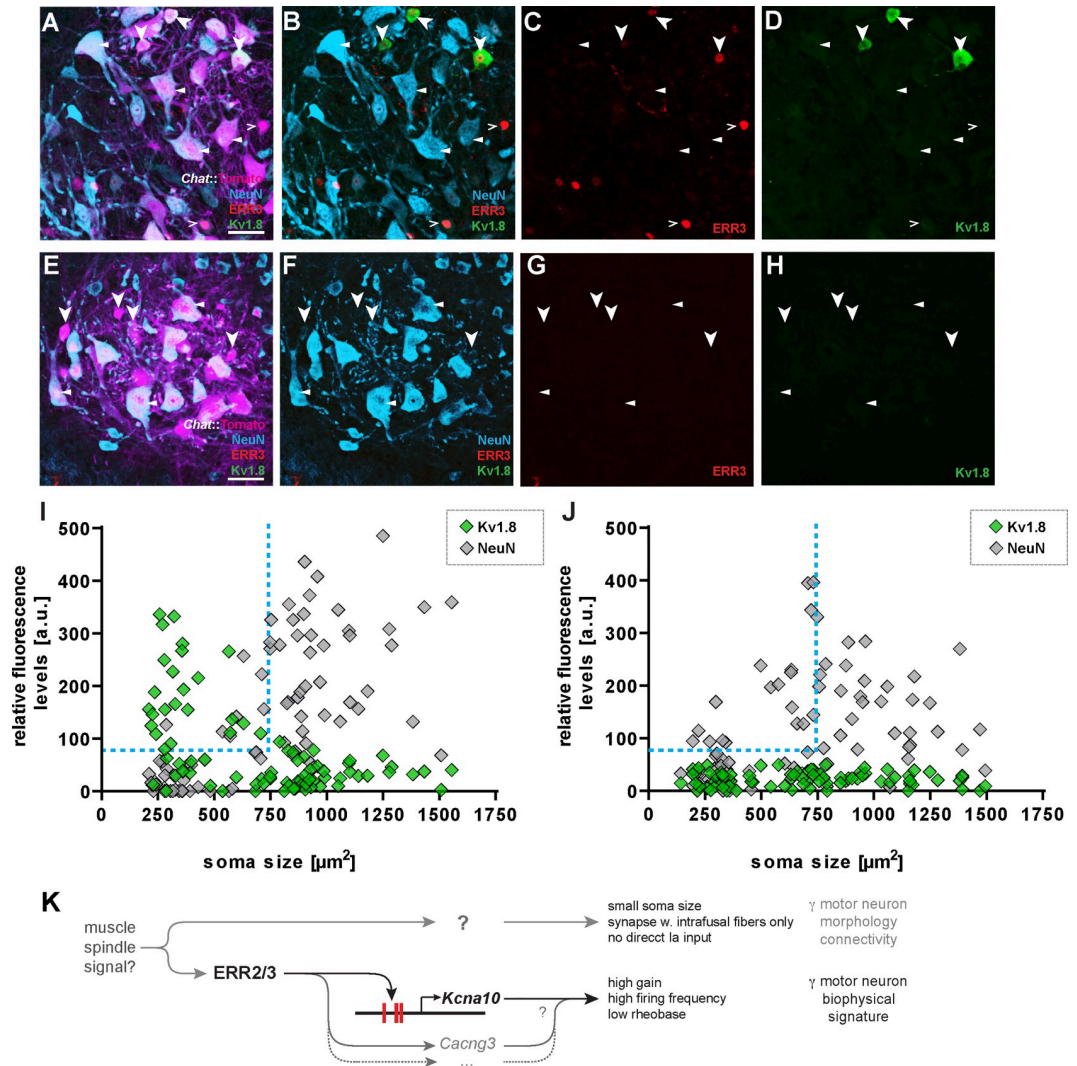 A
B
C
D
Chat::Tomato
NeuN
ERR3
Kv1.8
NeuN
ERR3
Kv1.8
ERR3
Kv1.8
E
F
G
H
Chat::Tomato
NeuN
ERR3
Kv1.8
NeuN
ERR3
Kv1.8
ERR3
Kv1.8
I
relative fluorescence
levels [a.u.]
500
400
300
200
100
0
0 250 500 750 1000 1250 1500 1750
soma size [µm²]
Kv1.8
NeuN
J
relative fluorescence
levels [a.u.]
500
400
300
200
100
0
0 250 500 750 1000 1250 1500 1750
soma size [µm²]
Kv1.8
NeuN
K
muscle
spindle
signal?
?
small soma size
synapse w. intrafusal fibers only
no direcct Ia input
γ motor neuron
morphology
connectivity
ERR2/3
Kcna10
?
Cacng3
...
high gain
high firing frequency
low rheobase
γ motor neuron
biophysical
signature